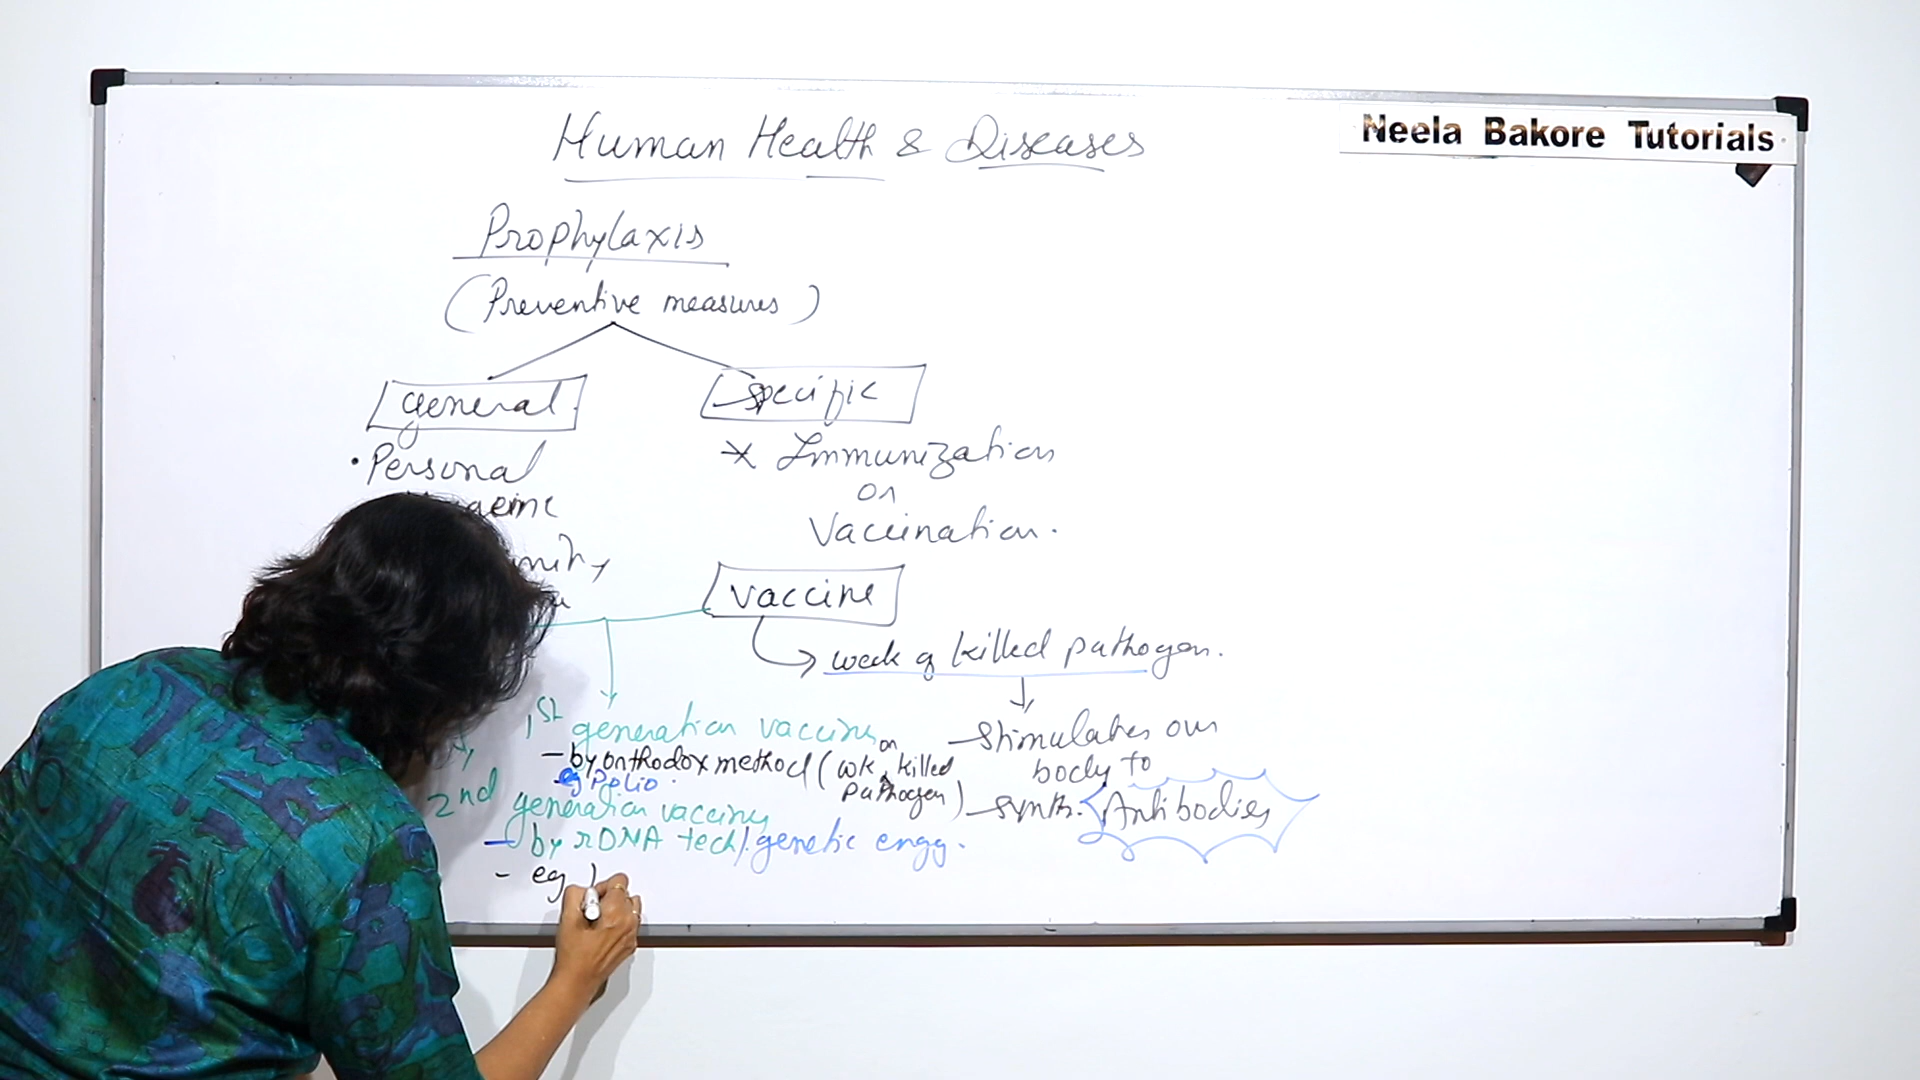 Human Health & Diseases
Neela Bakore Tutorials
Prophylaxis
(Preventive measures)
general
• Personal
specific
* Immunization
or
Vaccination.
vaccine
weak or killed pathogen.
1st generation vaccines
- by orthodox method (wk or killed pathogen)
eg Polio.
2nd generation vaccines
- by rDNA tech/genetic engg.
- eg
- stimulates our
body to
- synth. Antibodies